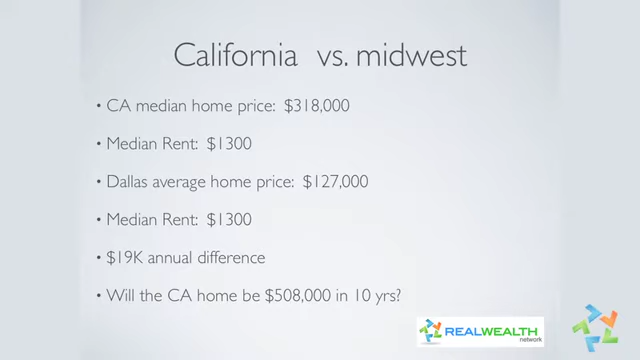 California vs. midwest
• CA median home price: $318,000
• Median Rent: $1300
• Dallas average home price: $127,000
• Median Rent: $1300
• $19K annual difference
• Will the CA home be $508,000 in 10 yrs?
REALWEALTH
network